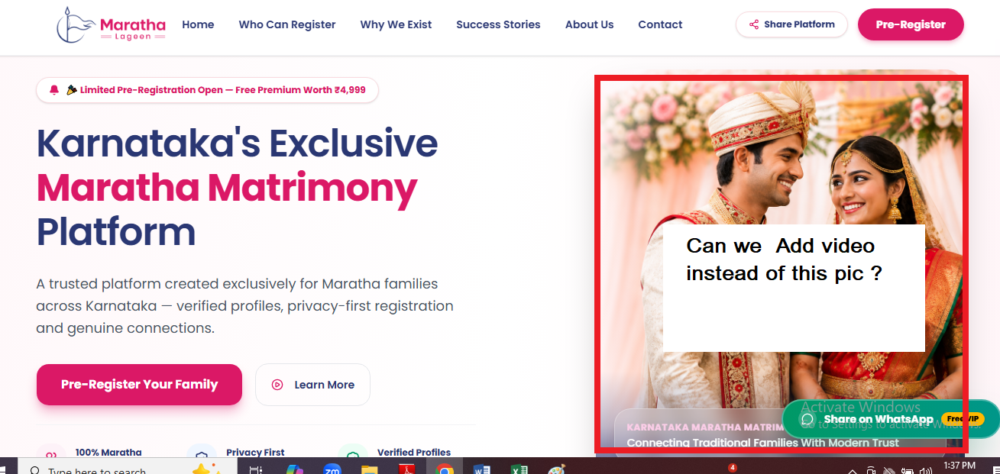 Maratha
Lageen
Home
Who Can Register
Why We Exist
Success Stories
About Us
Contact
Share Platform
Pre-Register
Limited Pre-Registration Open — Free Premium Worth ₹4,999
Karnataka's Exclusive
Maratha Matrimony
Platform
A trusted platform created exclusively for Maratha families
across Karnataka — verified profiles, privacy-first registration
and genuine connections.
Pre-Register Your Family
Learn More
100% Maratha
Privacy First
Verified Profiles
Can we Add video
instead of this pic ?
KARNATAKA MARATHA
Connecting Traditional Families With Modern Trust
Activate Windows
Go to Settings to activate Windows.
Share on WhatsApp
Free VIP
Type here to search
zm
W
X
4
1:37 PM